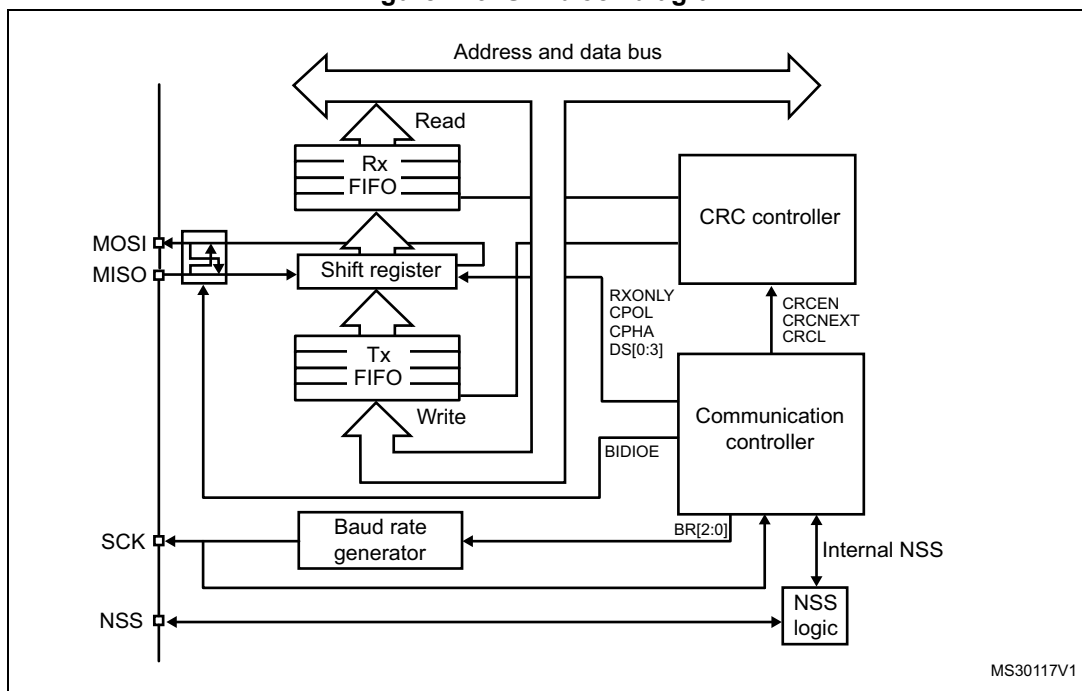 Address and data bus
Read
Rx
FIFO
CRC controller
MOSI
MISO
Shift register
RXONLY
CPOL
CPHA
DS[0:3]
CRCEN
CRCNEXT
CRCL
Tx
FIFO
Write
Communication
controller
BIDIOE
BR[2:0]
SCK
Baud rate
generator
Internal NSS
NSS
NSS
logic
MS30117V1